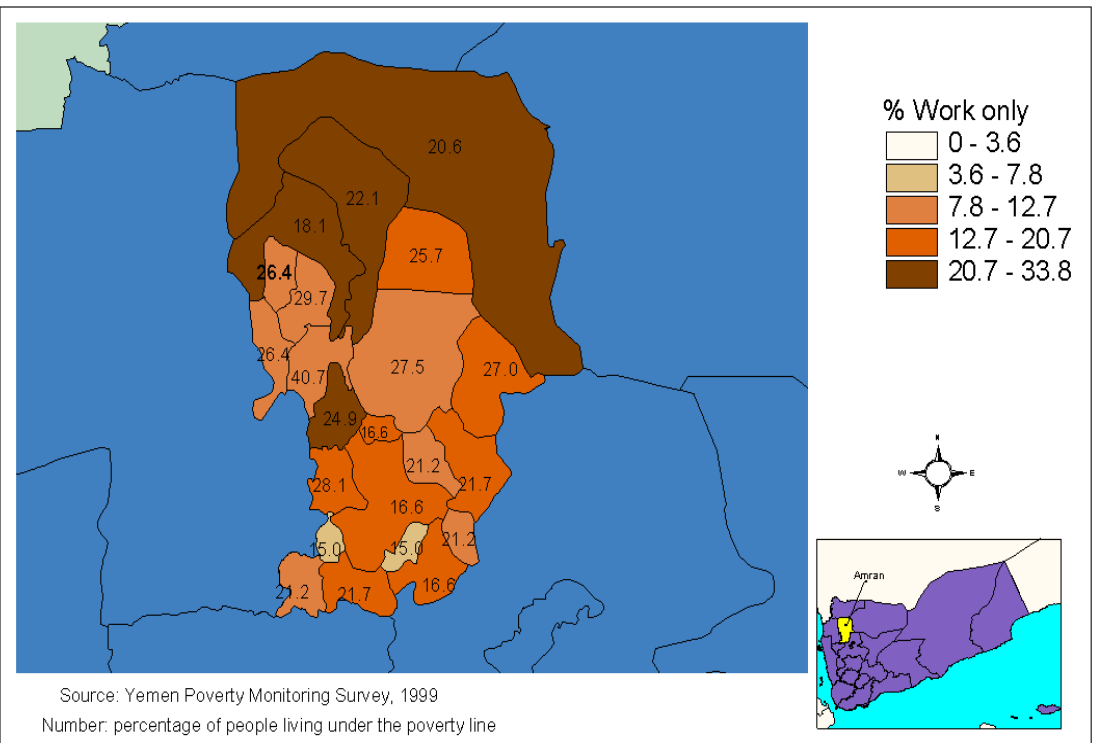 20.6
22.1
18.1
25.7
26.4
29.7
26.4
27.5
27.0
40.7
24.9
16.6
21.2
28.1
21.7
16.6
15.0
15.0
21.2
21.2
21.7
16.6
% Work only
0 - 3.6
3.6 - 7.8
7.8 - 12.7
12.7 - 20.7
20.7 - 33.8
N
W
E
S
Amran
Source: Yemen Poverty Monitoring Survey, 1999
Number: percentage of people living under the poverty line